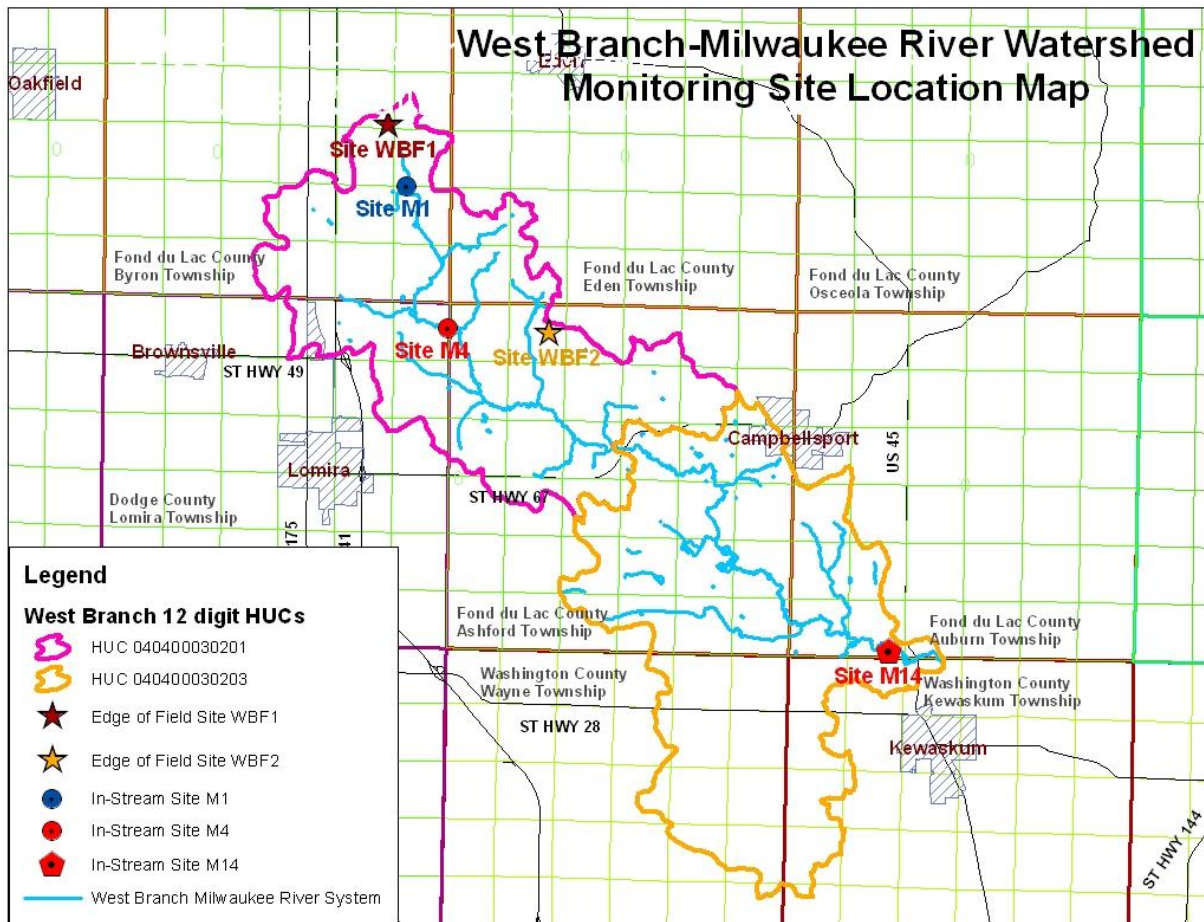 West Branch-Milwaukee River Watershed
Monitoring Site Location Map
Oakfield
Eden
Site WBF1
Site M1
Fond du Lac County
Byron Township
Fond du Lac County
Eden Township
Fond du Lac County
Osceola Township
Brownsville
ST HWY 49
Site M4
Site WBF2
Campbellsport
US 45
Lomira
ST HWY 67
Dodge County
Lomira Township
175
41
Fond du Lac County
Ashford Township
Fond du Lac County
Auburn Township
Site M14
Washington County
Wayne Township
Washington County
Kewaskum Township
ST HWY 28
Kewaskum
ST HWY 144
Legend
West Branch 12 digit HUCs
HUC 040400030201
HUC 040400030203
Edge of Field Site WBF1
Edge of Field Site WBF2
In-Stream Site M1
In-Stream Site M4
In-Stream Site M14
West Branch Milwaukee River System